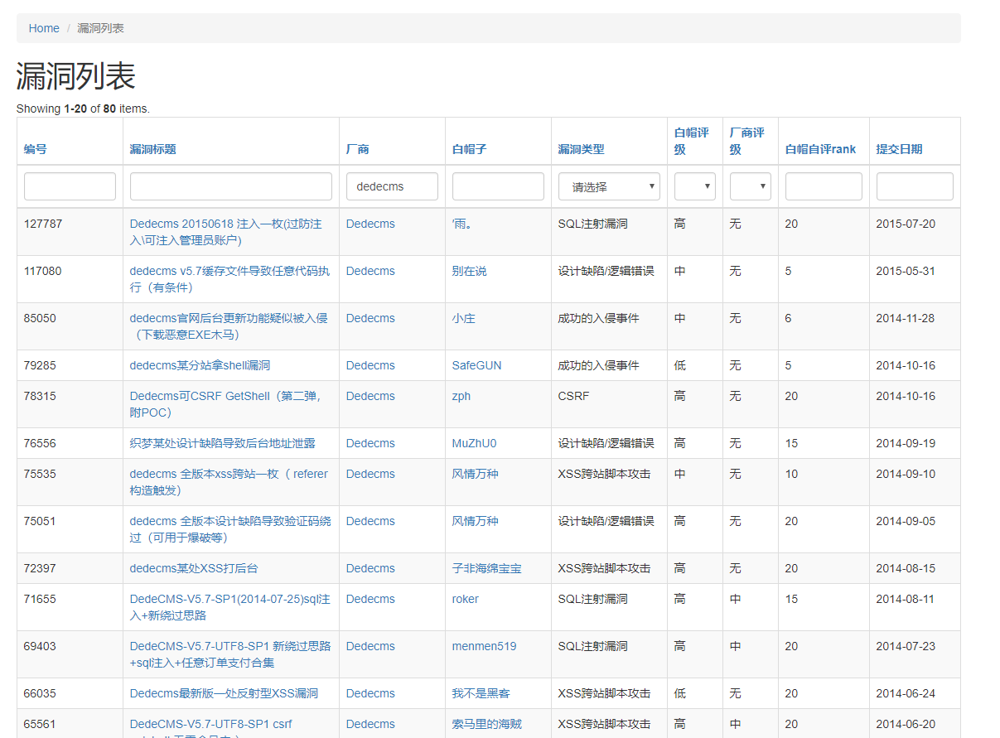 Home / 漏洞列表
漏洞列表
Showing 1-20 of 80 items.
编号 漏洞标题 厂商 白帽子 漏洞类型 白帽评级 厂商评级 白帽自评rank 提交日期
dedecms 请选择
127787 Dedecms 20150618 注入一枚(过防注 Dedecms '雨。 SQL注射漏洞 高 无 20 2015-07-20
入\可注入管理员账户)
117080 dedecms v5.7缓存文件导致任意代码执 Dedecms 别在说 设计缺陷/逻辑错误 中 无 5 2015-05-31
行（有条件）
85050 dedecms官网后台更新功能疑似被入侵 Dedecms 小庄 成功的入侵事件 中 无 6 2014-11-28
（下载恶意EXE木马）
79285 dedecms某分站拿shell漏洞 Dedecms SafeGUN 成功的入侵事件 低 无 5 2014-10-16
78315 Dedecms可CSRF GetShell（第二弹， Dedecms zph CSRF 高 无 20 2014-10-16
附POC）
76556 织梦某处设计缺陷导致后台地址泄露 Dedecms MuZhU0 设计缺陷/逻辑错误 高 无 15 2014-09-19
75535 dedecms 全版本xss跨站一枚（ referer Dedecms 风情万种 XSS跨站脚本攻击 中 无 10 2014-09-10
构造触发）
75051 dedecms 全版本设计缺陷导致验证码绕 Dedecms 风情万种 设计缺陷/逻辑错误 高 无 20 2014-09-05
过（可用于爆破等）
72397 dedecms某处XSS打后台 Dedecms 子非海绵宝宝 XSS跨站脚本攻击 高 无 20 2014-08-15
71655 DedeCMS-V5.7-SP1(2014-07-25)sql注 Dedecms roker SQL注射漏洞 高 中 15 2014-08-11
入+新绕过思路
69403 DedeCMS-V5.7-UTF8-SP1 新绕过思路 Dedecms menmen519 SQL注射漏洞 高 中 20 2014-07-23
+sql注入+任意订单支付合集
66035 Dedecms最新版一处反射型XSS漏洞 Dedecms 我不是黑客 XSS跨站脚本攻击 低 无 20 2014-06-24
65561 DedeCMS-V5.7-UTF8-SP1 csrf Dedecms 索马里的海贼 XSS跨站脚本攻击 高 中 20 2014-06-20